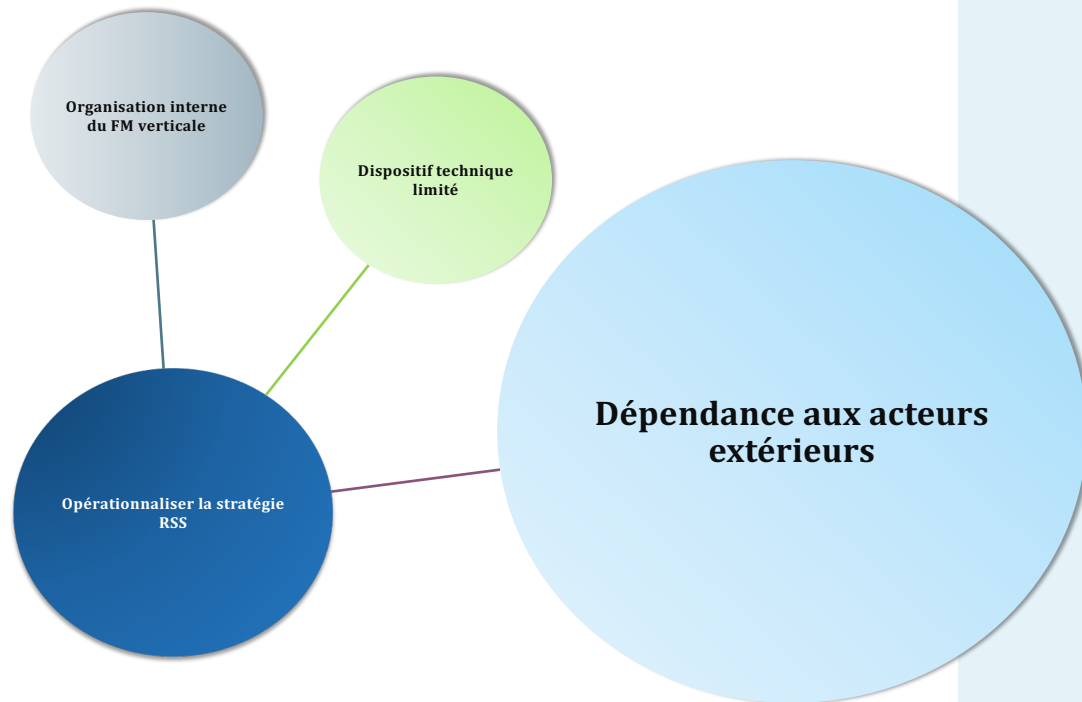 Organisation interne
du FM verticale
Dispositif technique
limité
Dépendance aux acteurs
extérieurs
Opérationnaliser la stratégie
RSS